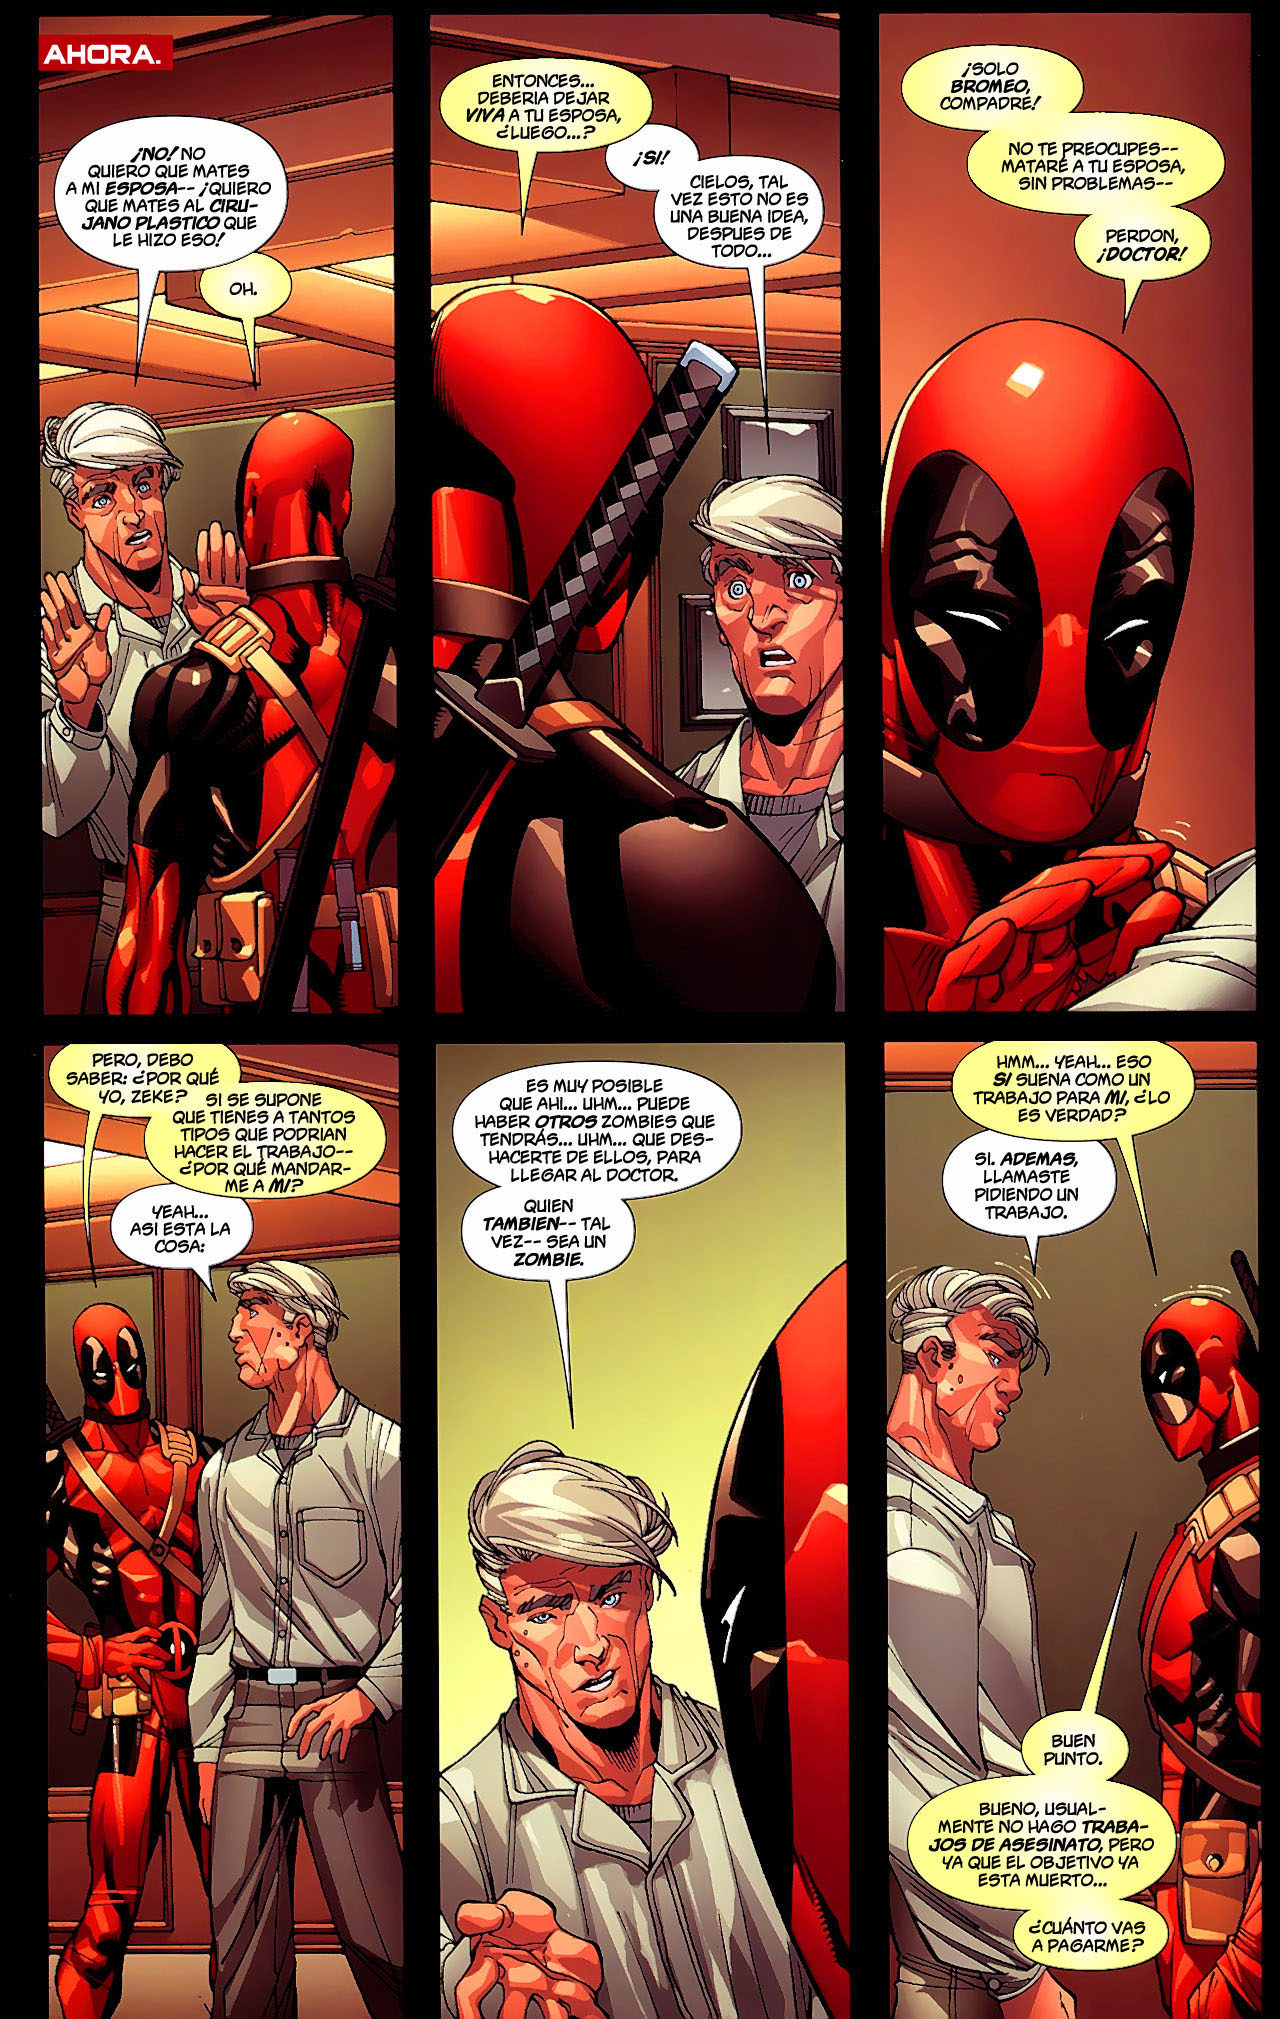 AHORA.
¡NO! NO
QUIERO QUE MATES
A MI ESPOSA-- ¡QUIERO
QUE MATES AL CIRU-
JANO PLASTICO QUE
LE HIZO ESO!
OH.
ENTONCES...
DEBERIA DEJAR
VIVA A TU ESPOSA,
¿LUEGO...?
¡SI!
CIELOS, TAL
VEZ ESTO NO ES
UNA BUENA IDEA,
DESPUES DE
TODO...
¡SOLO
BROMEO,
COMPADRE!
NO TE PREOCUPES--
MATARÉ A TU ESPOSA,
SIN PROBLEMAS--
PERDON,
¡DOCTOR!
PERO, DEBO
SABER: ¿POR QUÉ
YO, ZEKE?
SI SE SUPONE
QUE TIENES A TANTOS
TIPOS QUE PODRIAN
HACER EL TRABAJO--
¿POR QUÉ MANDAR-
ME A MI?
YEAH...
ASI ESTA LA
COSA:
ES MUY POSIBLE
QUE AHI... UHM... PUEDE
HABER OTROS ZOMBIES QUE
TENDRÁS... UHM... QUE DES-
HACERTE DE ELLOS, PARA
LLEGAR AL DOCTOR.
QUIEN
TAMBIEN-- TAL
VEZ-- SEA UN
ZOMBIE.
HMM... YEAH... ESO
SI SUENA COMO UN
TRABAJO PARA MI, ¿LO
ES VERDAD?
SI. ADEMAS,
LLAMASTE
PIDIENDO UN
TRABAJO.
BUEN
PUNTO.
BUENO, USUAL-
MENTE NO HAGO TRABA-
JOS DE ASESINATO, PERO
YA QUE EL OBJETIVO YA
ESTA MUERTO...
¿CUÁNTO VAS
A PAGARME?